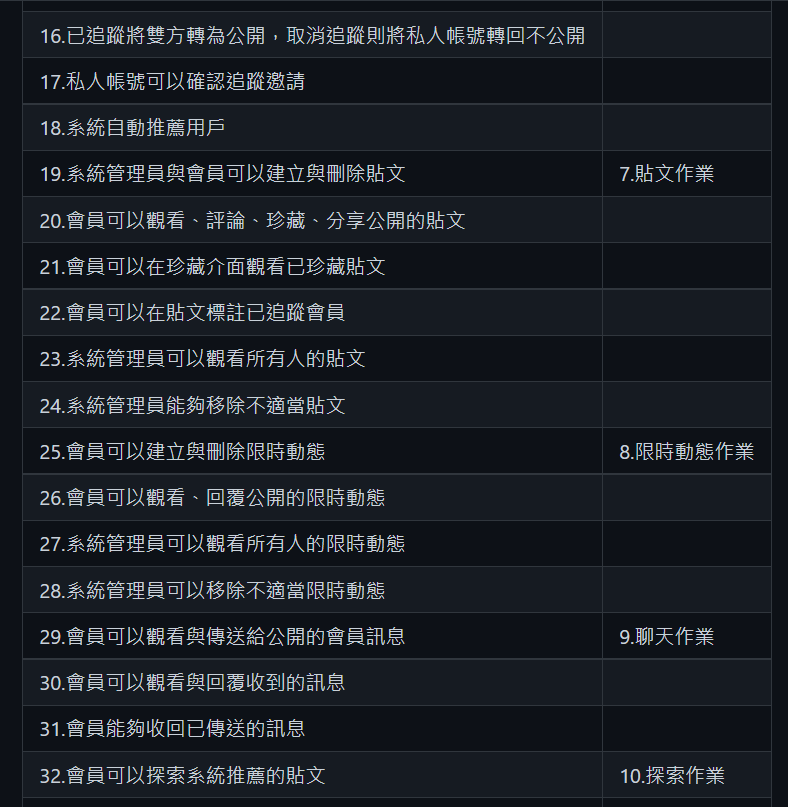 16.已追蹤將雙方轉為公開，取消追蹤則將私人帳號轉回不公開
17.私人帳號可以確認追蹤邀請
18.系統自動推薦用戶
19.系統管理員與會員可以建立與刪除貼文 7.貼文作業
20.會員可以觀看、評論、珍藏、分享公開的貼文
21.會員可以在珍藏介面觀看已珍藏貼文
22.會員可以在貼文標註已追蹤會員
23.系統管理員可以觀看所有人的貼文
24.系統管理員能夠移除不適當貼文
25.會員可以建立與刪除限時動態 8.限時動態作業
26.會員可以觀看、回覆公開的限時動態
27.系統管理員可以觀看所有人的限時動態
28.系統管理員可以移除不適當限時動態
29.會員可以觀看與傳送給公開的會員訊息 9.聊天作業
30.會員可以觀看與回覆收到的訊息
31.會員能夠收回已傳送的訊息
32.會員可以探索系統推薦的貼文 10.探索作業